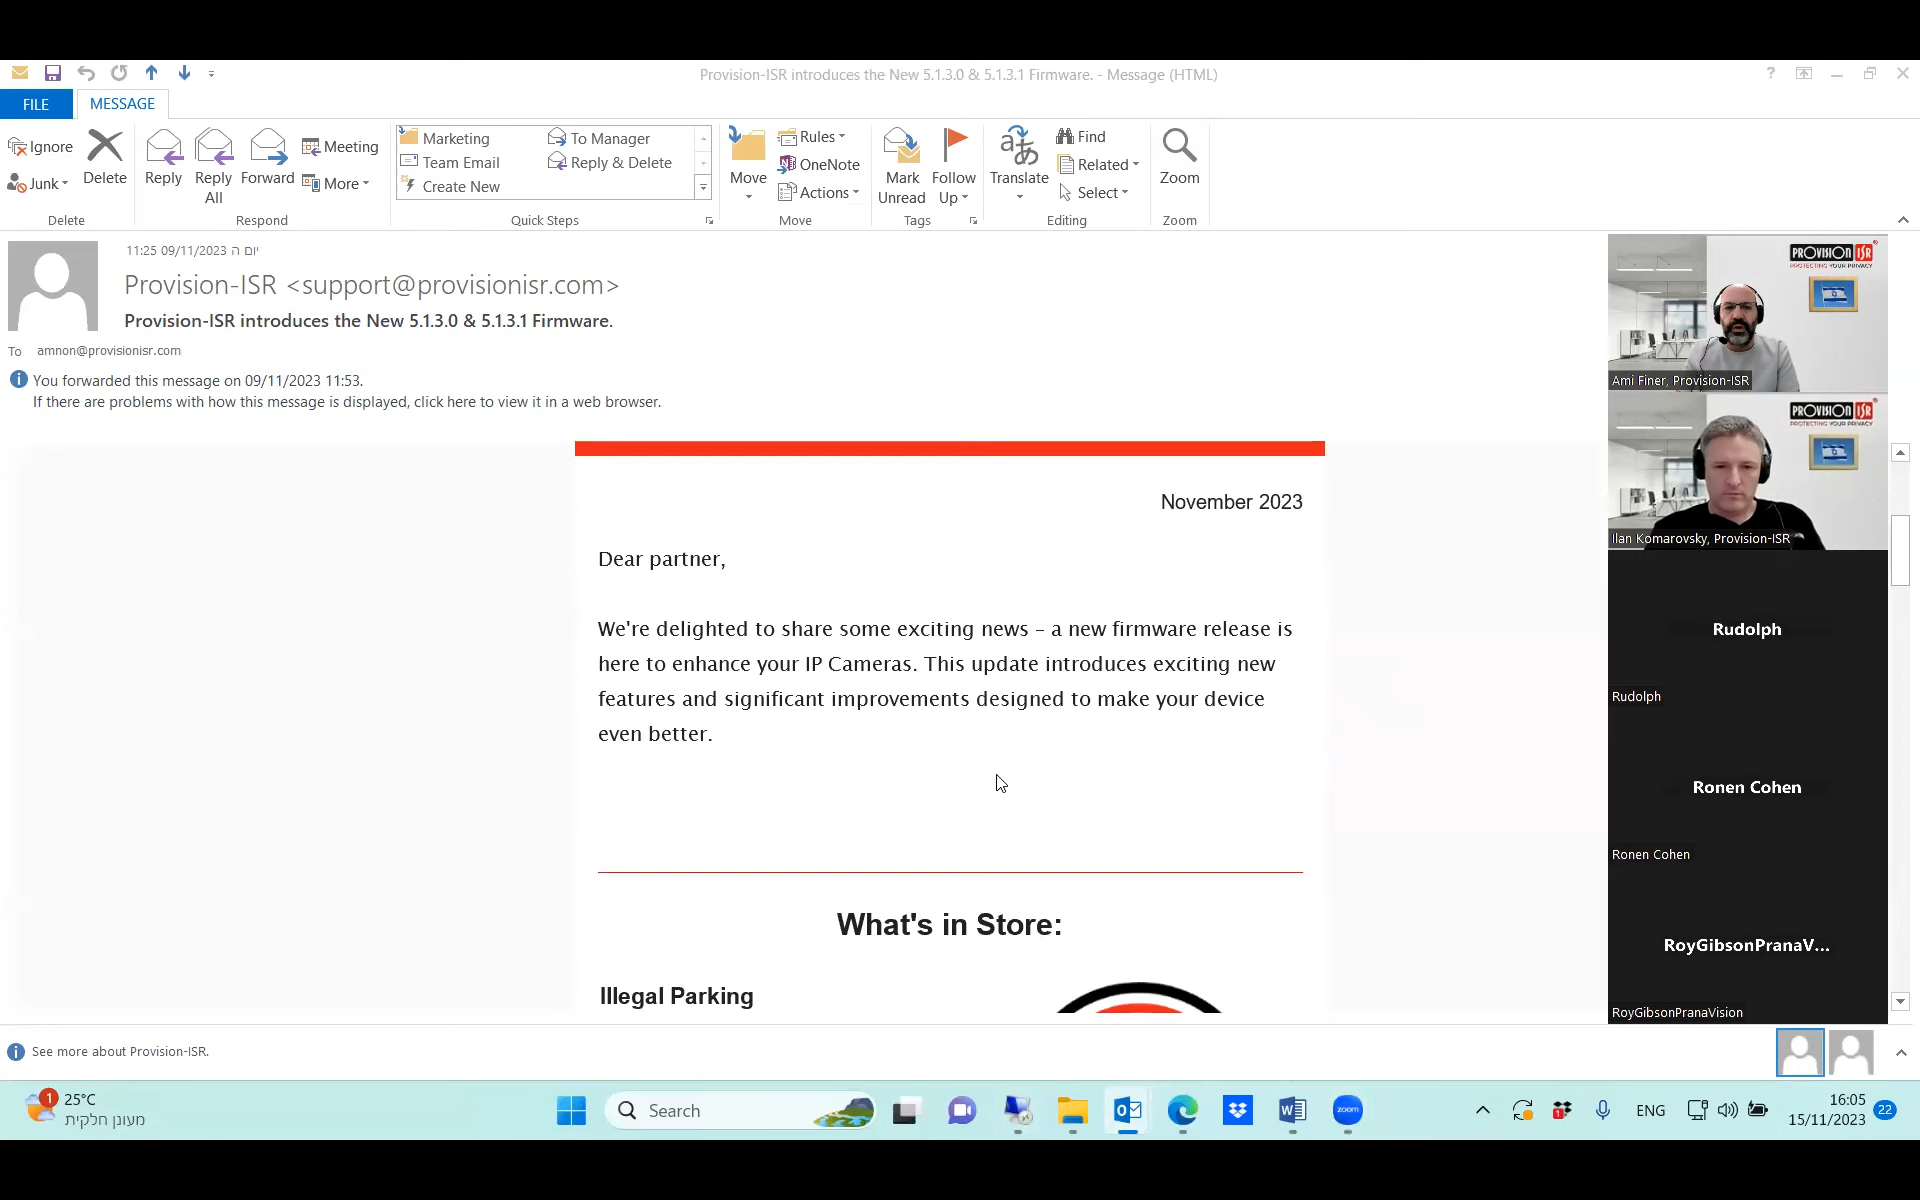 Provision-ISR introduces the New 5.1.3.0 & 5.1.3.1 Firmware. - Message (HTML)
FILE
MESSAGE
Ignore
Junk
Delete
Delete
Reply
Reply All
Forward
Meeting
More
Respond
Marketing
To Manager
Team Email
Reply & Delete
Create New
Quick Steps
Move
Rules
OneNote
Actions
Move
Mark Unread
Follow Up
Tags
Translate
Find
Related
Select
Editing
Zoom
Zoom
יום ה 09/11/2023 11:25
Provision-ISR <support@provisionisr.com>
Provision-ISR introduces the New 5.1.3.0 & 5.1.3.1 Firmware.
To amnon@provisionisr.com
You forwarded this message on 09/11/2023 11:53.
If there are problems with how this message is displayed, click here to view it in a web browser.
November 2023
Dear partner,
We're delighted to share some exciting news – a new firmware release is
here to enhance your IP Cameras. This update introduces exciting new
features and significant improvements designed to make your device
even better.
What's in Store:
Illegal Parking
PROVISION ISR
PROTECTING YOUR PRIVACY
Ami Finer, Provision-ISR
PROVISION ISR
PROTECTING YOUR PRIVACY
Ilan Komarovsky, Provision-ISR
Rudolph
Rudolph
Ronen Cohen
Ronen Cohen
RoyGibsonPranaV...
RoyGibsonPranaVision
See more about Provision-ISR.
1
25°C
מעונן חלקית
Search
zoom
1
ENG
16:05
15/11/2023
22